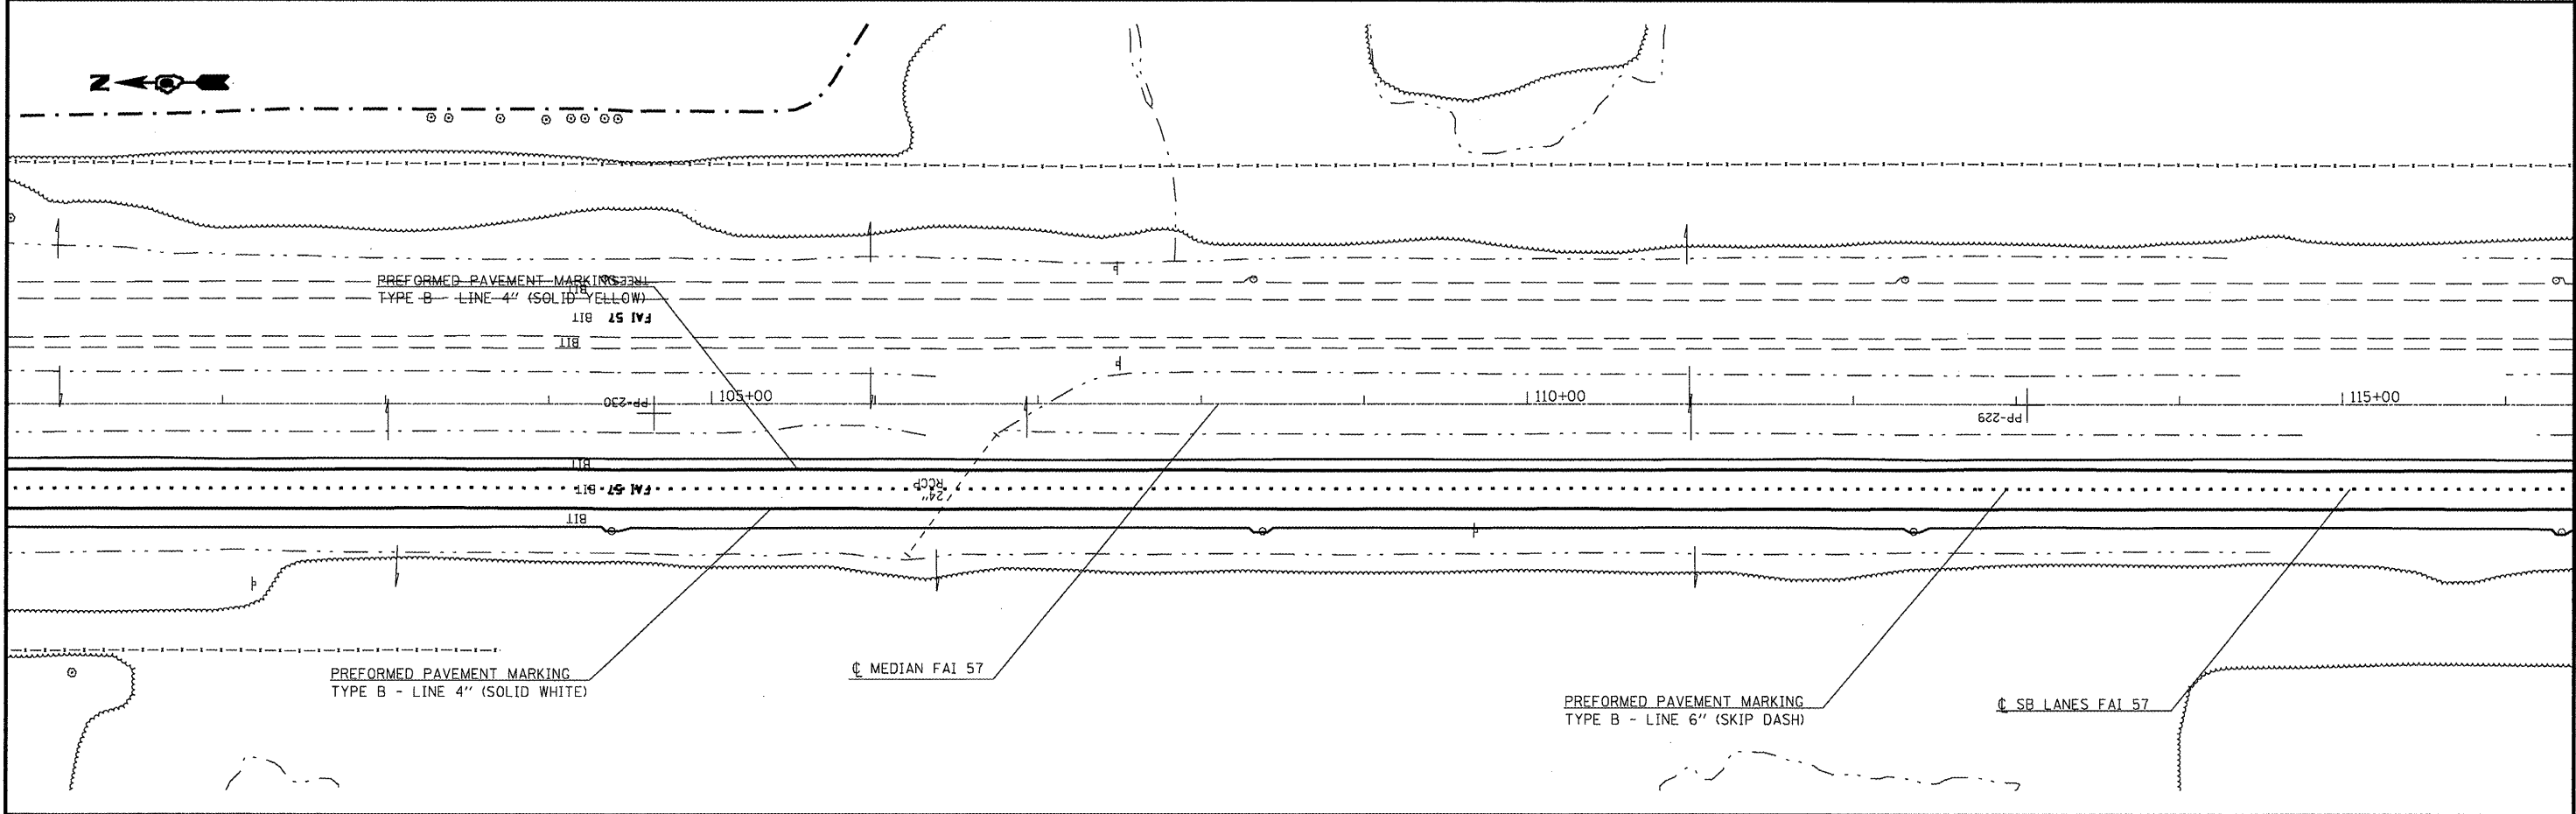 N
PREFORMED PAVEMENT MARKING
TREES
TYPE B - LINE 4" (SOLID YELLOW)
BIT
FAI 57 BIT
BIT
105+00
110+00
115+00
PP-230
PP-229
BIT
FAI 57 BIT
24"
RCCP
BIT
PREFORMED PAVEMENT MARKING
TYPE B - LINE 4" (SOLID WHITE)
℄ MEDIAN FAI 57
PREFORMED PAVEMENT MARKING
TYPE B - LINE 6" (SKIP DASH)
℄ SB LANES FAI 57